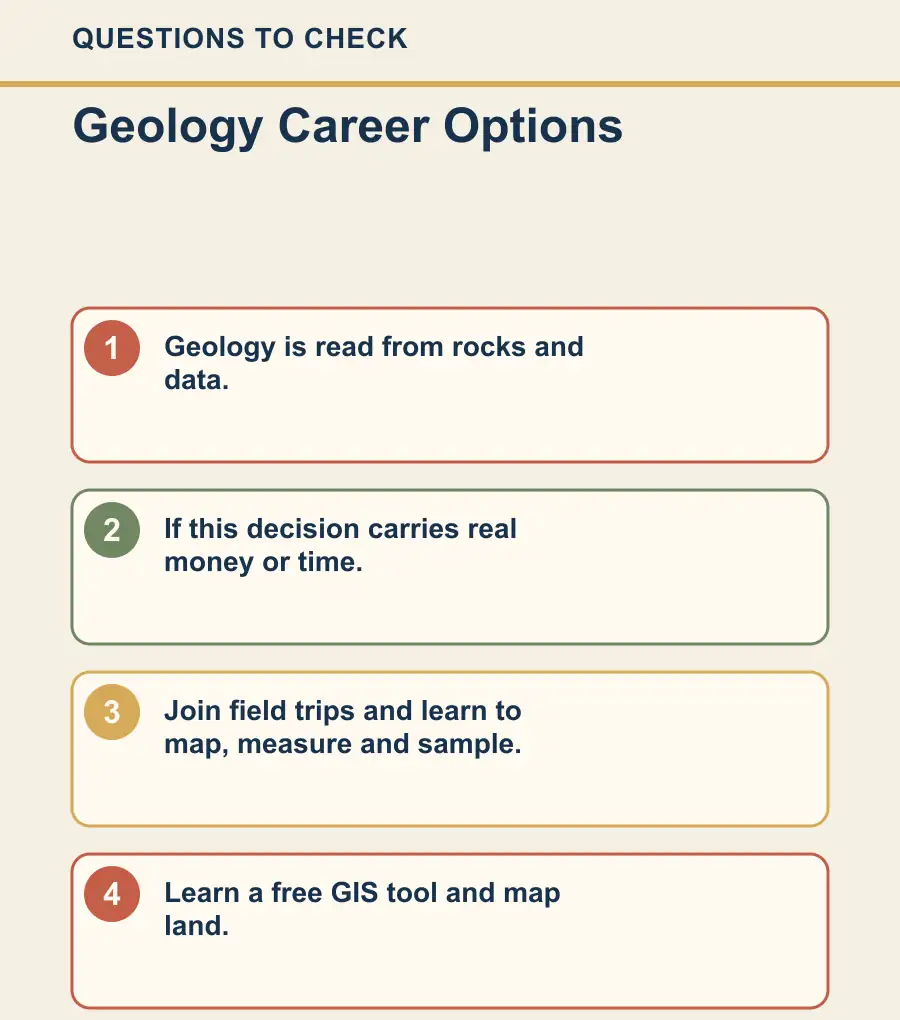 QUESTIONS TO CHECK
Geology Career Options
1
Geology is read from rocks and
data.
2
If this decision carries real
money or time.
3
Join field trips and learn to
map, measure and sample.
4
Learn a free GIS tool and map
land.